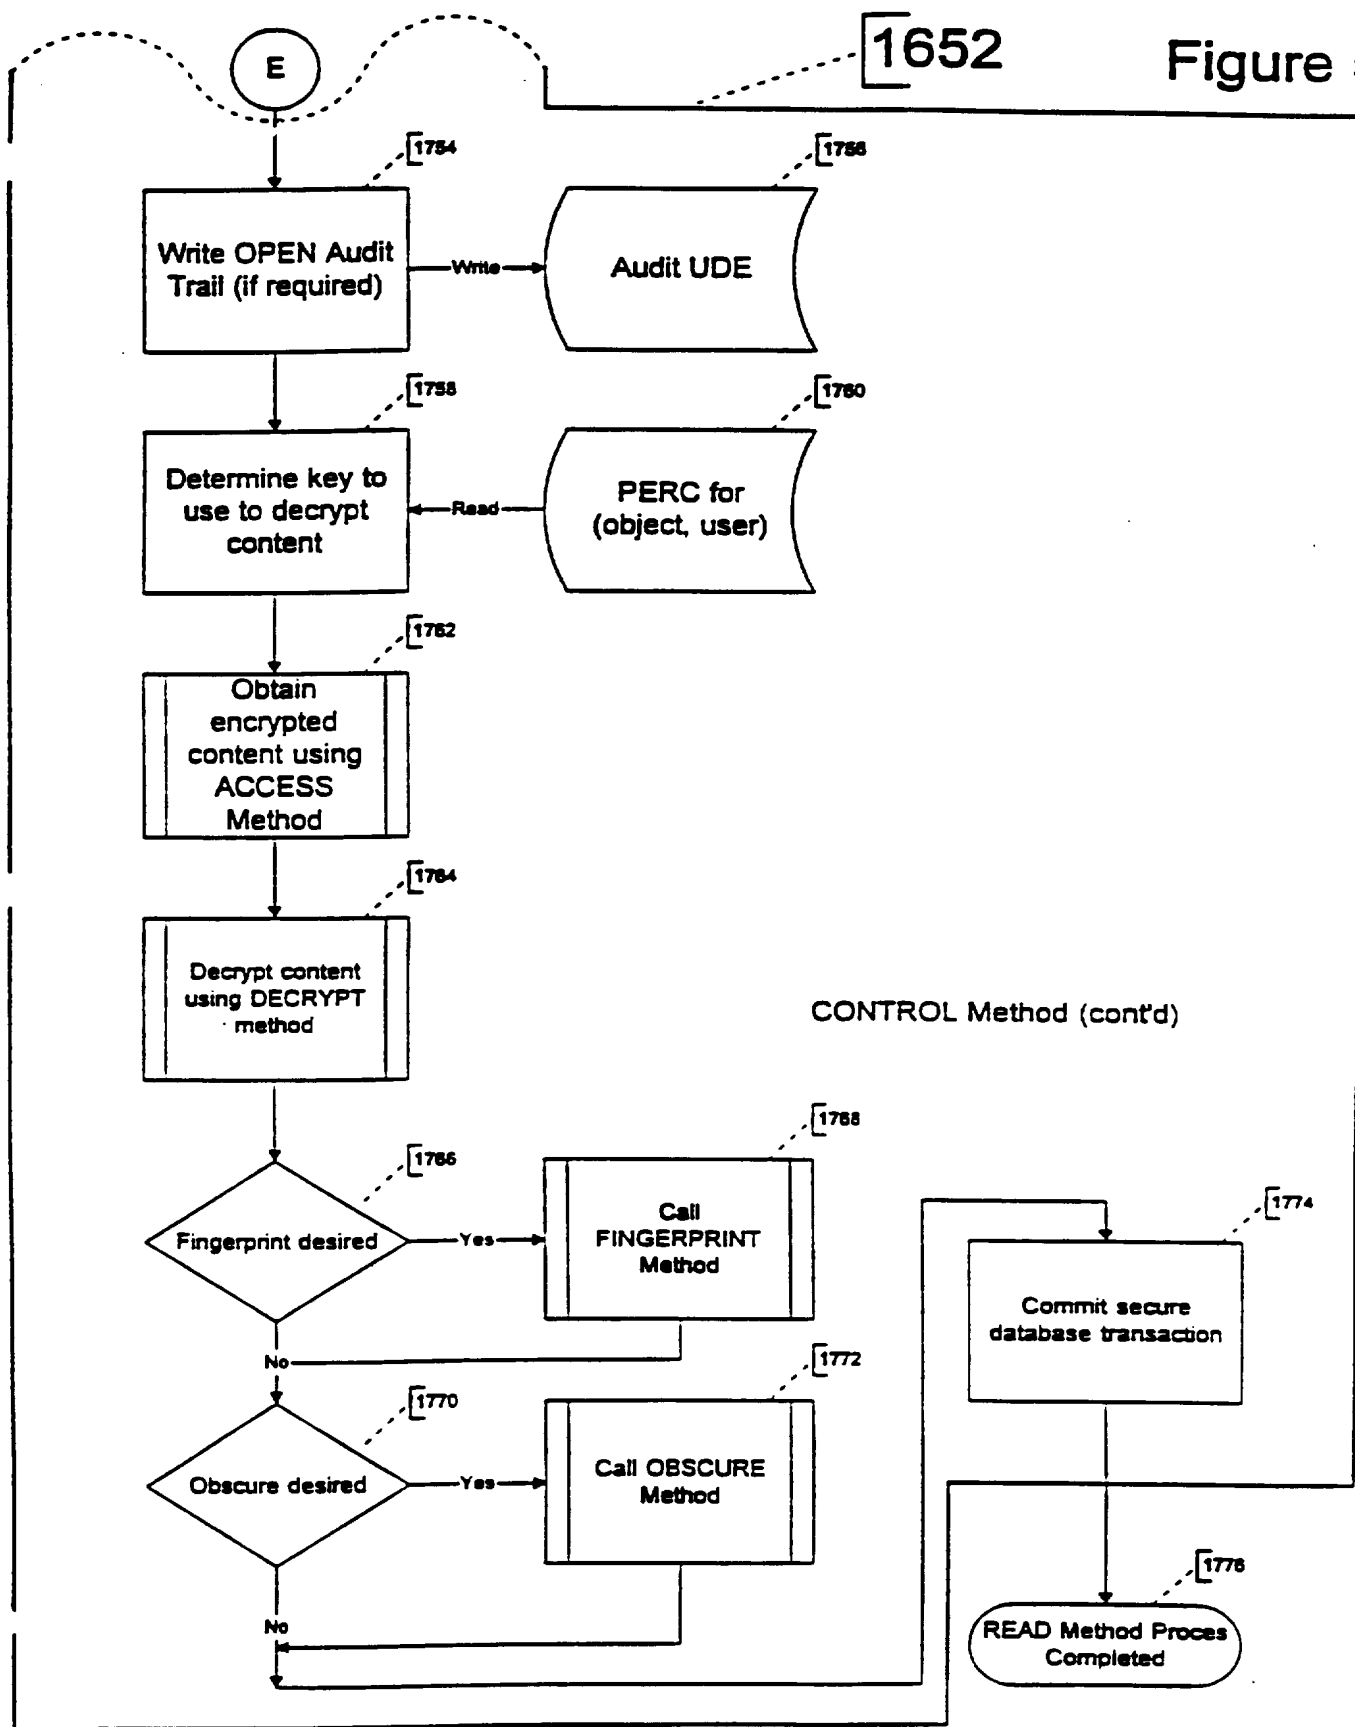 1652
Figure
E
1754
1756
Write OPEN Audit
Trail (if required)
Write
Audit UDE
1758
1760
Determine key to
use to decrypt
content
Read
PERC for
(object, user)
1762
Obtain
encrypted
content using
ACCESS
Method
1764
Decrypt content
using DECRYPT
method
CONTROL Method (cont'd)
1766
1768
Fingerprint desired
Yes
Call
FINGERPRINT
Method
1774
Commit secure
database transaction
No
1770
1772
Obscure desired
Yes
Call OBSCURE
Method
1776
No
READ Method Proces
Completed